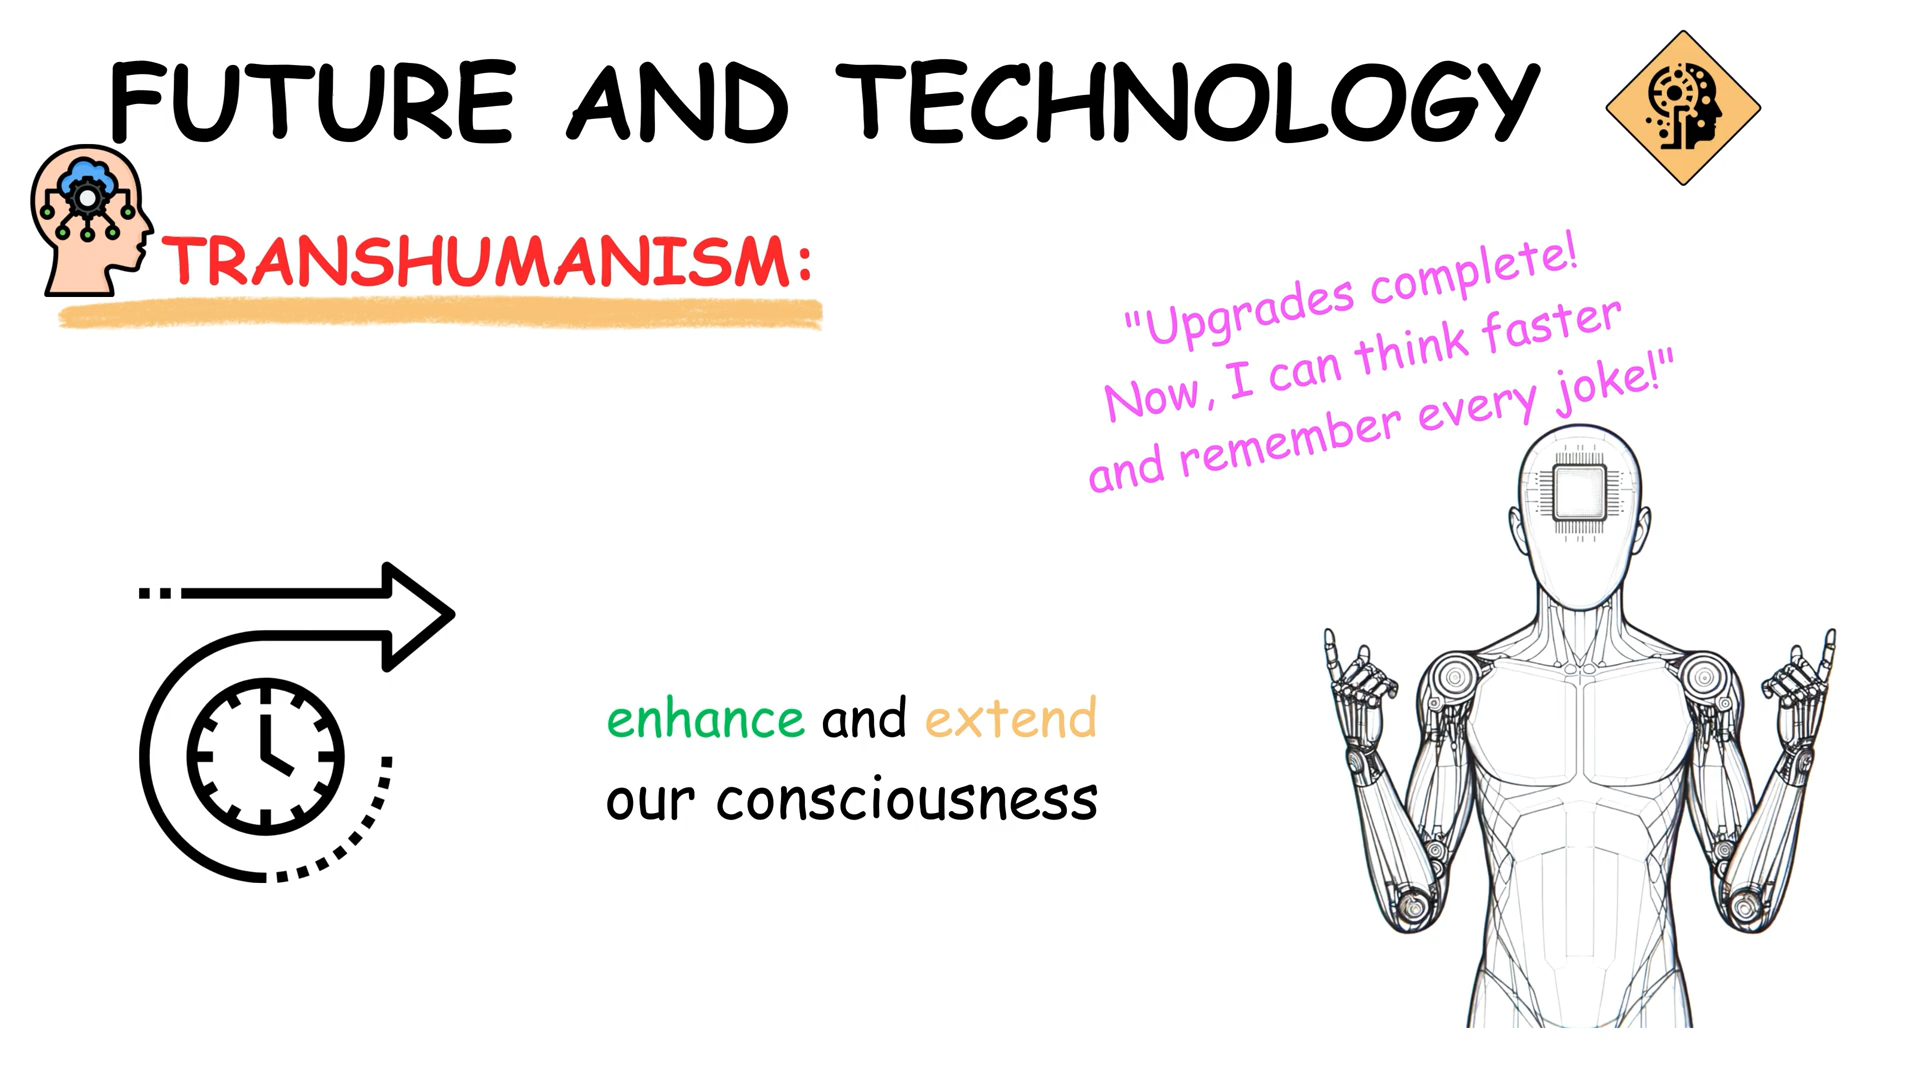 FUTURE AND TECHNOLOGY
TRANSHUMANISM:
"Upgrades complete!
Now, I can think faster
and remember every joke!"
enhance and extend
our consciousness